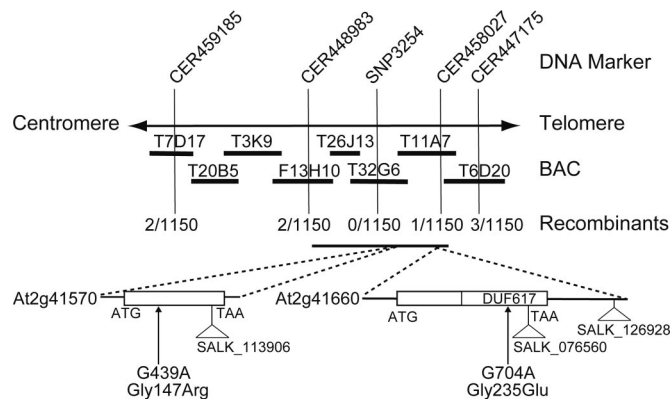 CER459185
CER448983
SNP3254
CER458027
CER447175
DNA Marker
Centromere
Telomere
T7D17
T3K9
T26J13
T11A7
T20B5
F13H10
T32G6
T6D20
BAC
2/1150
2/1150
0/1150
1/1150
3/1150
Recombinants
At2g41570
ATG
TAA
SALK_113906
G439A
Gly147Arg
At2g41660
DUF617
ATG
TAA
SALK_126928
SALK_076560
G704A
Gly235Glu